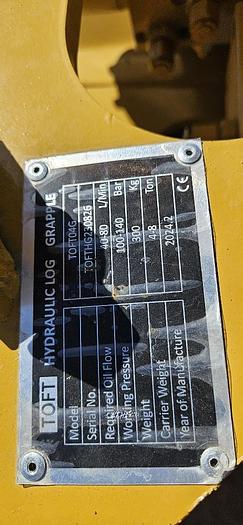 TOFT HYDRAULIC LOG GRAPPLE
Model TOFT04G
Serial No. TOFTHG230826
Required Oil Flow 40-80 L/Min
Working Pressure 100-140 Bar
Weight 300 Kg
Carrier Weight 4-8 Ton
Year of Manufacture 2024.2 CE